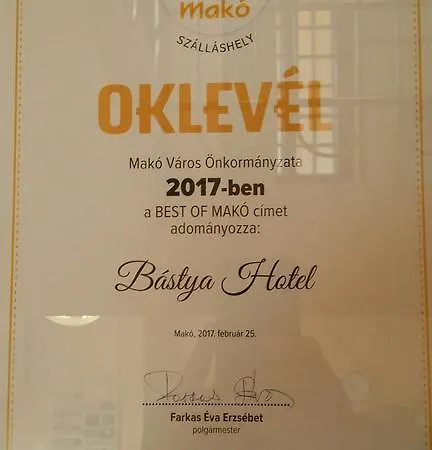 makó
SZÁLLÁSHELY
OKLEVÉL
Makó Város Önkormányzata
2017-ben
a BEST OF MAKÓ címet
adományozza:
Bástya Hotel
Makó, 2017. február 25.
Farkas Éva Erzsébet
polgármester